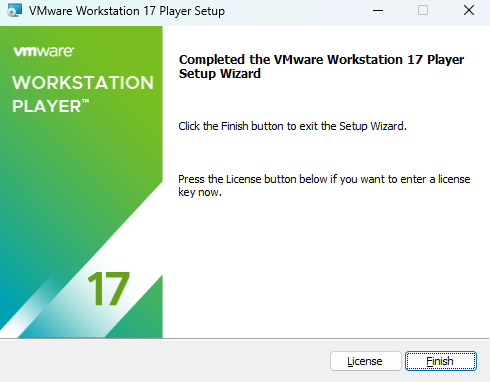 VMware Workstation 17 Player Setup
vmware®
WORKSTATION
PLAYER™
17
Completed the VMware Workstation 17 Player
Setup Wizard
Click the Finish button to exit the Setup Wizard.
Press the License button below if you want to enter a license
key now.
License
Finish